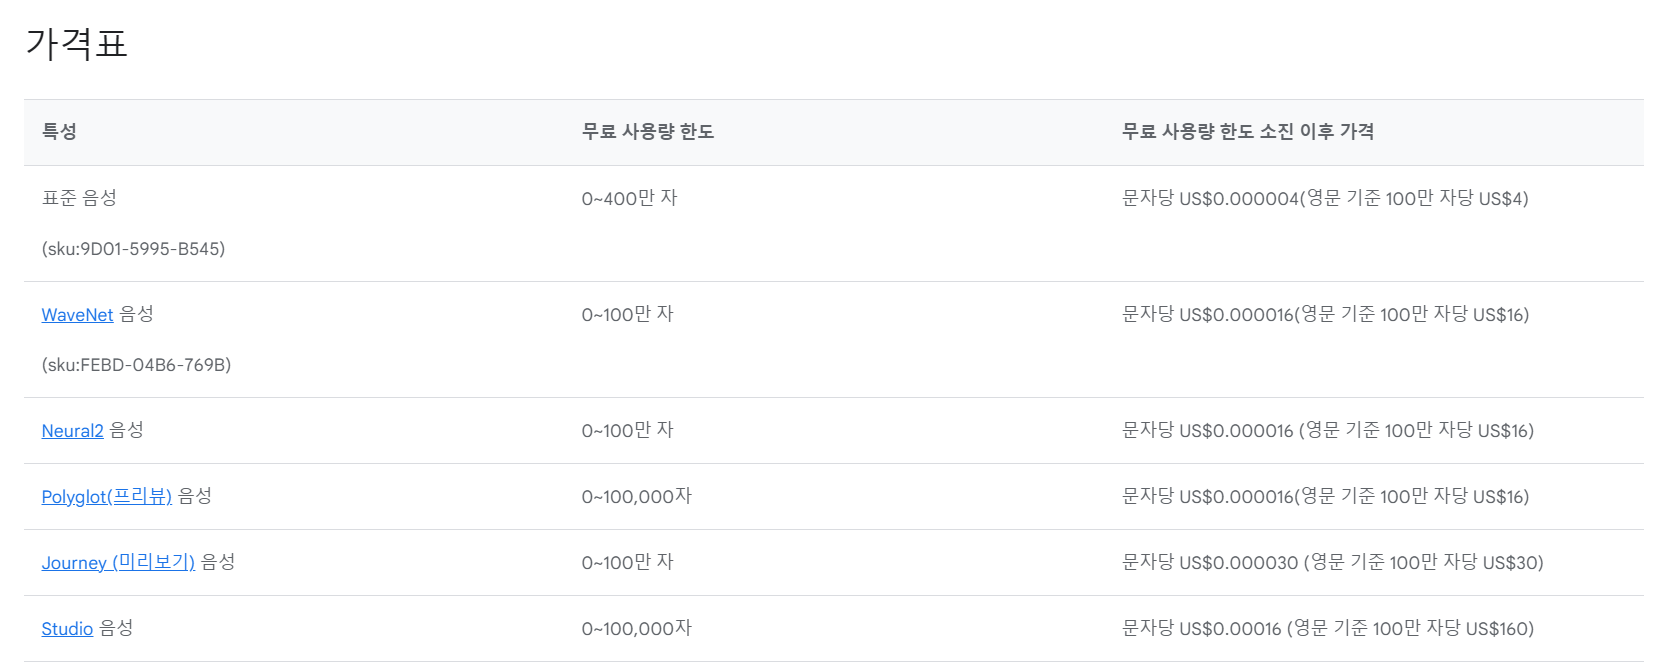 가격표
특성 무료 사용량 한도 무료 사용량 한도 소진 이후 가격
표준 음성 0~400만 자 문자당 US$0.000004(영문 기준 100만 자당 US$4)
(sku:9D01-5995-B545)
WaveNet 음성 0~100만 자 문자당 US$0.000016(영문 기준 100만 자당 US$16)
(sku:FEBD-04B6-769B)
Neural2 음성 0~100만 자 문자당 US$0.000016 (영문 기준 100만 자당 US$16)
Polyglot(프리뷰) 음성 0~100,000자 문자당 US$0.000016(영문 기준 100만 자당 US$16)
Journey (미리보기) 음성 0~100만 자 문자당 US$0.000030 (영문 기준 100만 자당 US$30)
Studio 음성 0~100,000자 문자당 US$0.00016 (영문 기준 100만 자당 US$160)